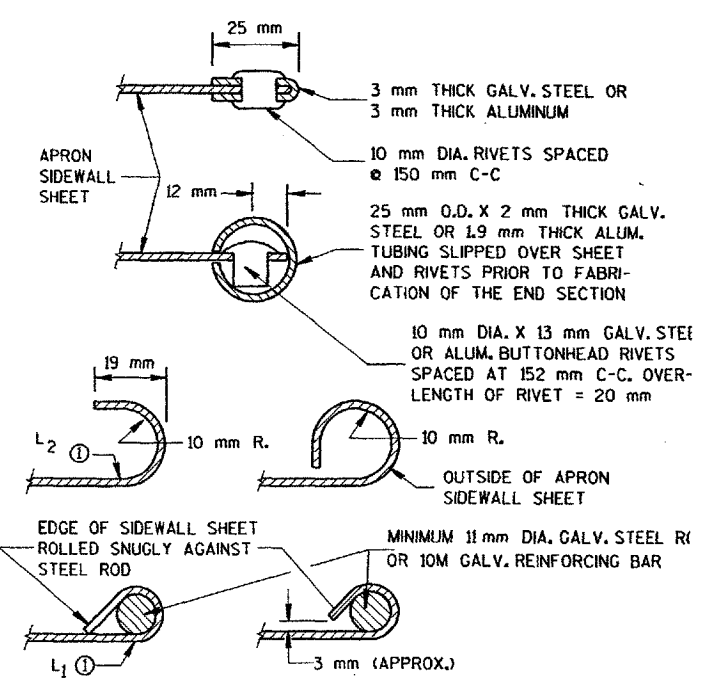 25 mm
3 mm THICK GALV. STEEL OR
3 mm THICK ALUMINUM
APRON
SIDEWALL
SHEET
10 mm DIA. RIVETS SPACED
@ 150 mm C-C
12 mm
25 mm O.D. X 2 mm THICK GALV.
STEEL OR 1.9 mm THICK ALUM.
TUBING SLIPPED OVER SHEET
AND RIVETS PRIOR TO FABRI-
CATION OF THE END SECTION
10 mm DIA. X 13 mm GALV. STEE
OR ALUM. BUTTONHEAD RIVETS
SPACED AT 152 mm C-C. OVER-
LENGTH OF RIVET = 20 mm
19 mm
L2 ①
10 mm R.
10 mm R.
OUTSIDE OF APRON
SIDEWALL SHEET
EDGE OF SIDEWALL SHEET
ROLLED SNUGLY AGAINST
STEEL ROD
MINIMUM 11 mm DIA. GALV. STEEL R
OR 10M GALV. REINFORCING BAR
L1 ①
3 mm (APPROX.)